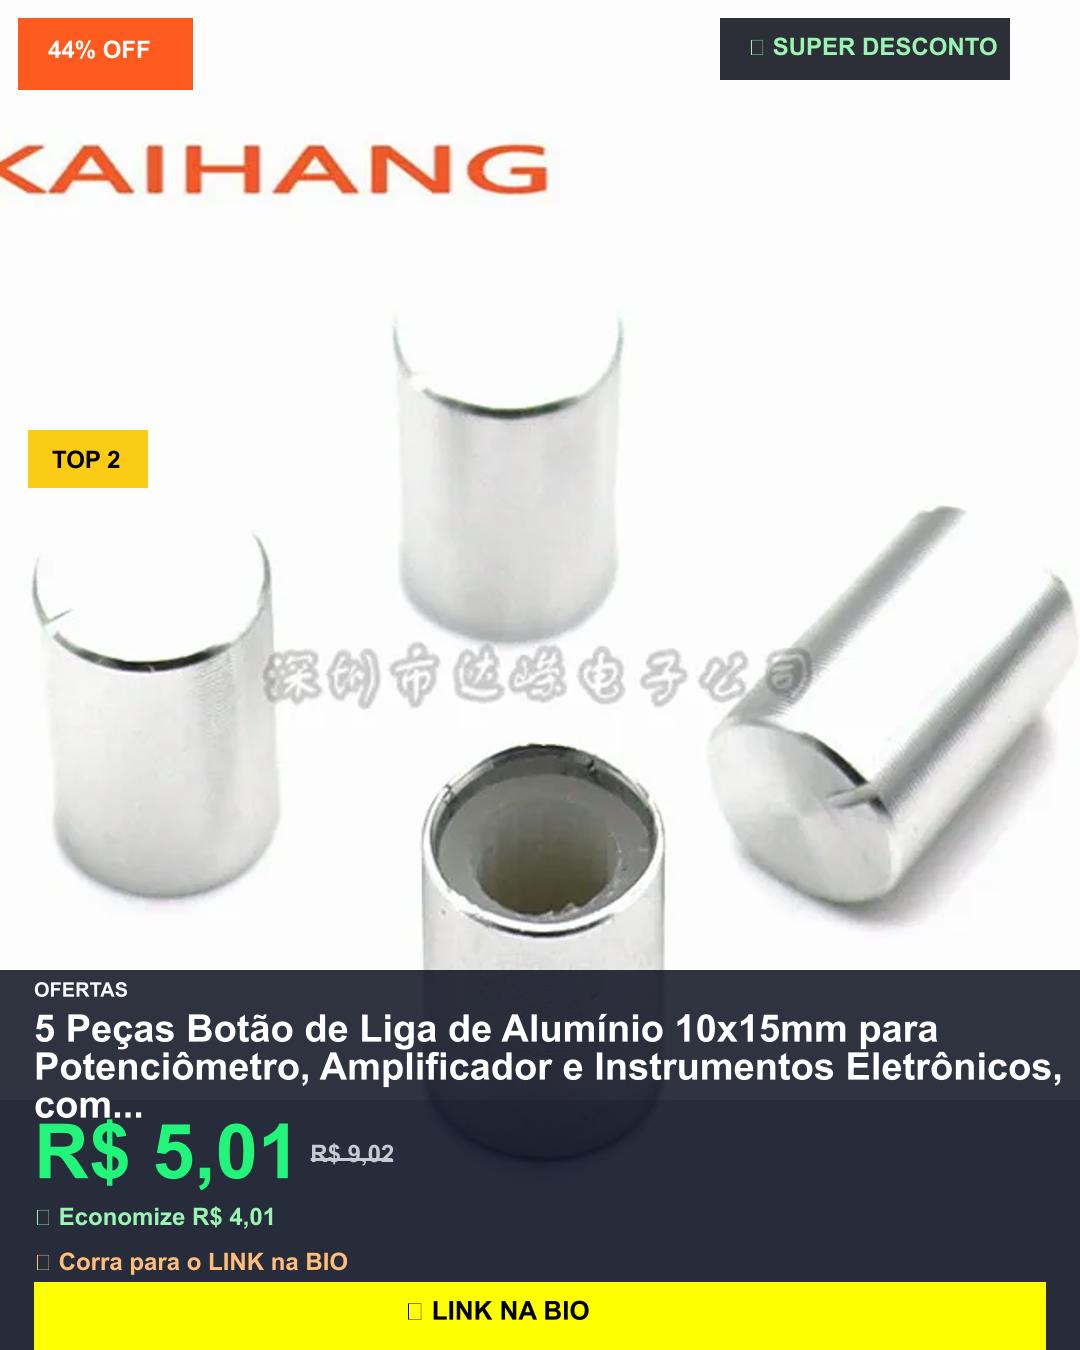 44% OFF
SUPER DESCONTO
KAIHANG
TOP 2
深圳市达峰电子公司
OFERTAS
5 Peças Botão de Liga de Alumínio 10x15mm para
Potenciômetro, Amplificador e Instrumentos Eletrônicos,
com...
R$ 5,01 R$ 9,02
Economize R$ 4,01
Corra para o LINK na BIO
LINK NA BIO